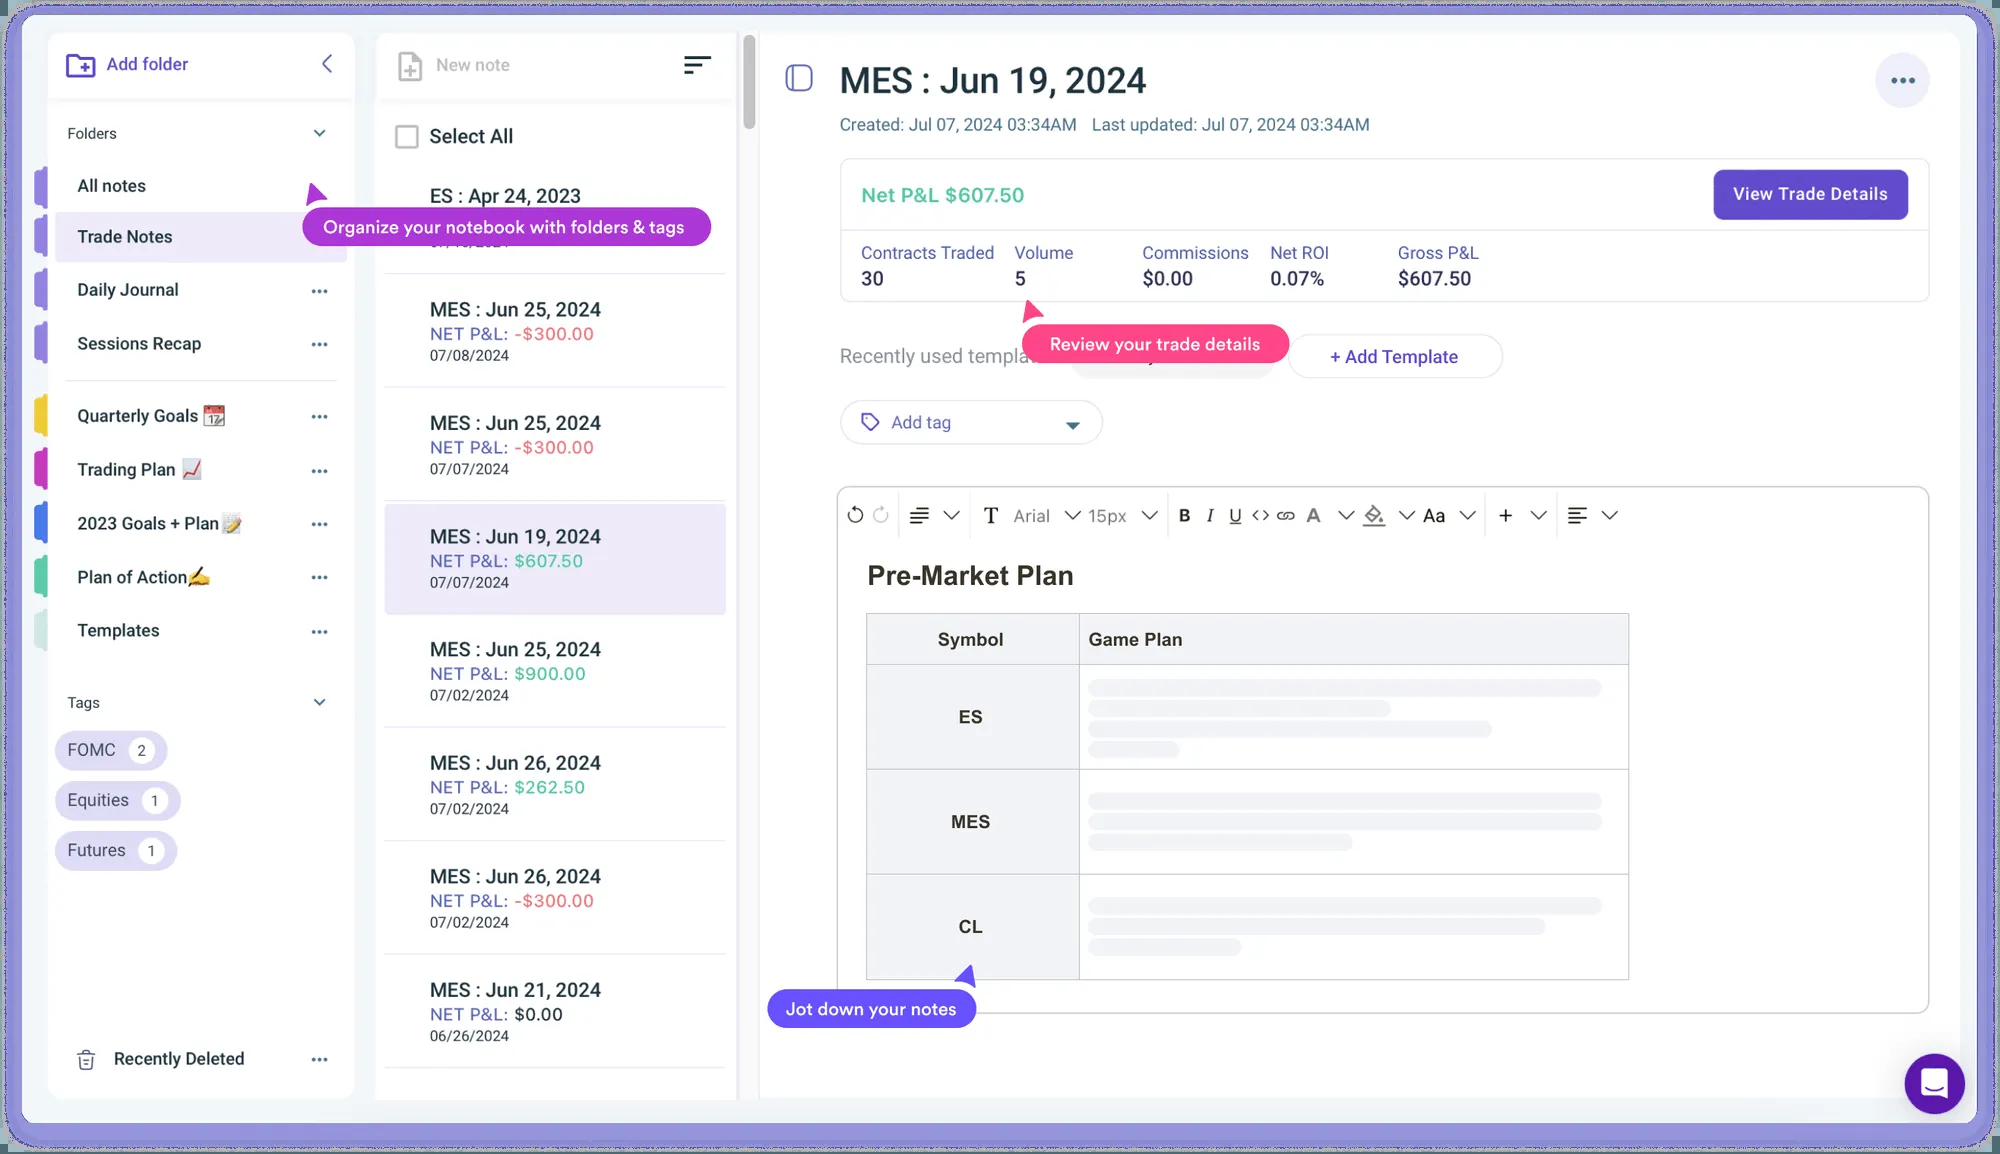 Add folder
Folders
All notes
Trade Notes
Daily Journal
Sessions Recap
Quarterly Goals
Trading Plan
2023 Goals + Plan
Plan of Action
Templates
Tags
FOMC 2
Equities 1
Futures 1
Recently Deleted
Organize your notebook with folders & tags
New note
Select All
ES : Apr 24, 2023
MES : Jun 25, 2024
NET P&L: -$300.00
07/08/2024
MES : Jun 25, 2024
NET P&L: -$300.00
07/07/2024
MES : Jun 19, 2024
NET P&L: $607.50
07/07/2024
MES : Jun 25, 2024
NET P&L: $900.00
07/02/2024
MES : Jun 26, 2024
NET P&L: $262.50
07/02/2024
MES : Jun 26, 2024
NET P&L: -$300.00
07/02/2024
MES : Jun 21, 2024
NET P&L: $0.00
06/26/2024
MES : Jun 19, 2024
Created: Jul 07, 2024 03:34AM Last updated: Jul 07, 2024 03:34AM
Net P&L $607.50
View Trade Details
Contracts Traded Volume Commissions Net ROI Gross P&L
30 5 $0.00 0.07% $607.50
Review your trade details
Recently used
+ Add Template
Add tag
T Arial 15px B I U <> A Aa +
Pre-Market Plan
Symbol Game Plan
ES
MES
CL
Jot down your notes